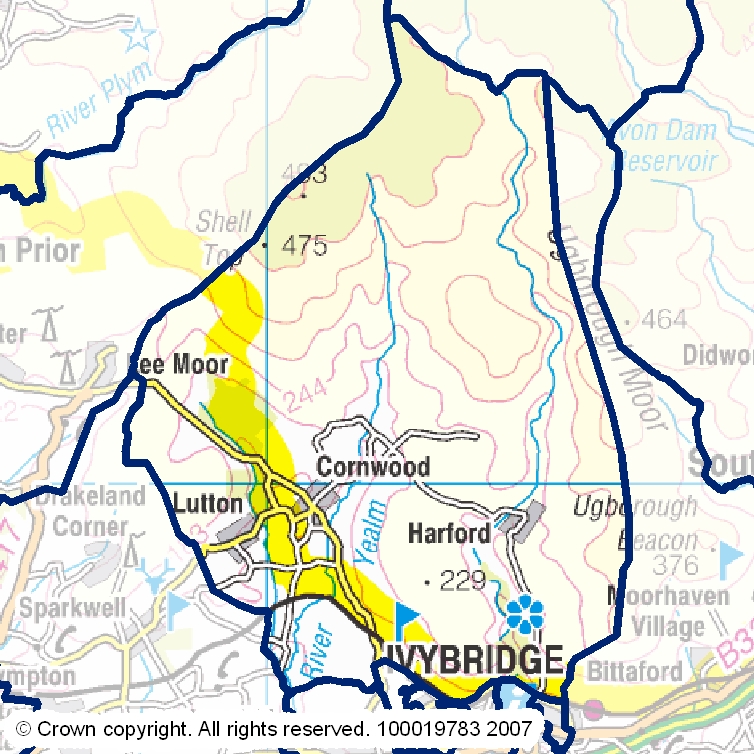 River Plym
Avon Dam
Reservoir
493
Shell
Top
475
n Prior
Ugborough Moor
464
ter
Lee Moor
Didwo
244
Cornwood
Sout
Drakeland
Corner
Lutton
Yealm
Harford
Ugborough
Beacon
376
229
Sparkwell
Moorhaven
Village
River
IVYBRIDGE
Bittaford
B3
ympton
© Crown copyright. All rights reserved. 100019783 2007